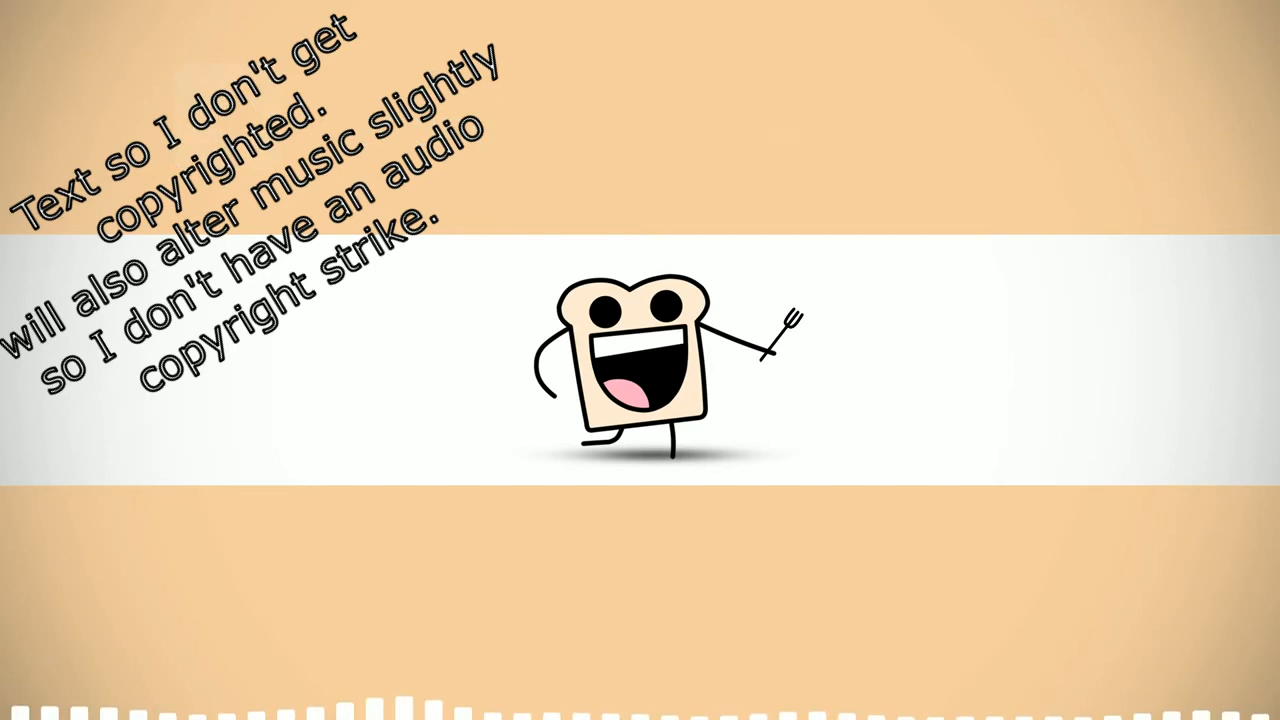 Text so I don't get
copyrighted.
will also alter music slightly
so I don't have an audio
copyright strike.